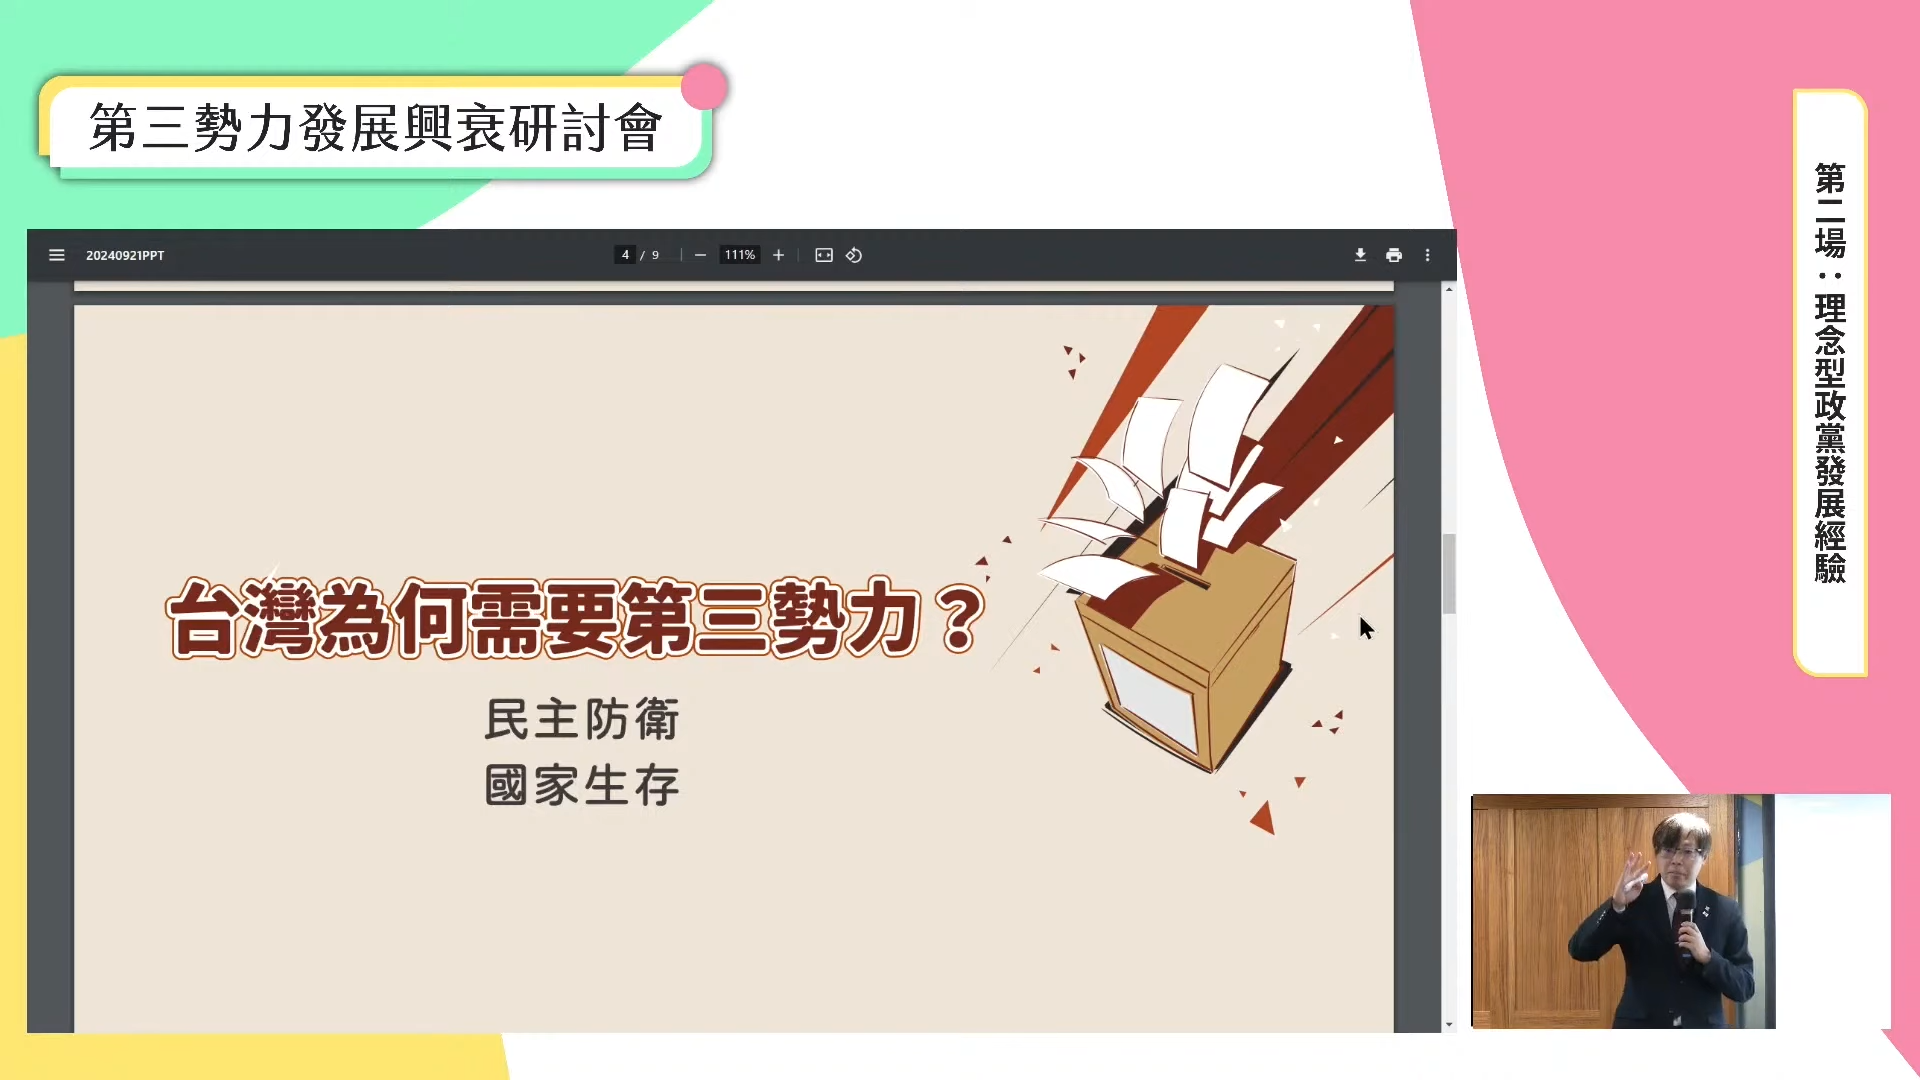 第三勢力發展興衰研討會
第二場：理念型政黨發展經驗
20240921PPT
4 / 9
111%
台灣為何需要第三勢力？
民主防衛
國家生存